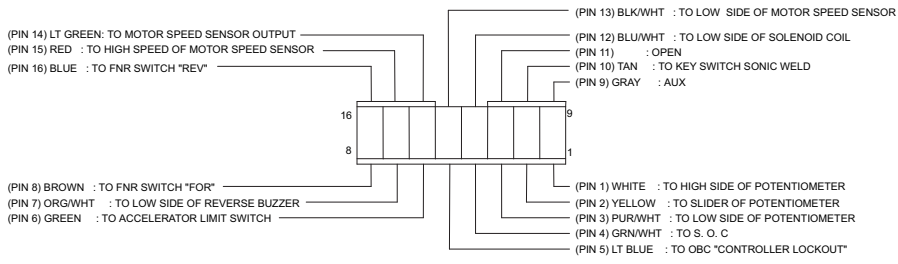 (PIN 13) BLK/WHT : TO LOW SIDE OF MOTOR SPEED SENSOR
(PIN 14) LT GREEN: TO MOTOR SPEED SENSOR OUTPUT
(PIN 12) BLU/WHT : TO LOW SIDE OF SOLENOID COIL
(PIN 15) RED : TO HIGH SPEED OF MOTOR SPEED SENSOR
(PIN 11) : OPEN
(PIN 16) BLUE : TO FNR SWITCH "REV"
(PIN 10) TAN : TO KEY SWITCH SONIC WELD
(PIN 9) GRAY : AUX
16
9
8
1
(PIN 8) BROWN : TO FNR SWITCH "FOR"
(PIN 1) WHITE : TO HIGH SIDE OF POTENTIOMETER
(PIN 7) ORG/WHT : TO LOW SIDE OF REVERSE BUZZER
(PIN 2) YELLOW : TO SLIDER OF POTENTIOMETER
(PIN 6) GREEN : TO ACCELERATOR LIMIT SWITCH
(PIN 3) PUR/WHT : TO LOW SIDE OF POTENTIOMETER
(PIN 4) GRN/WHT : TO S. O. C
(PIN 5) LT BLUE : TO OBC "CONTROLLER LOCKOUT"